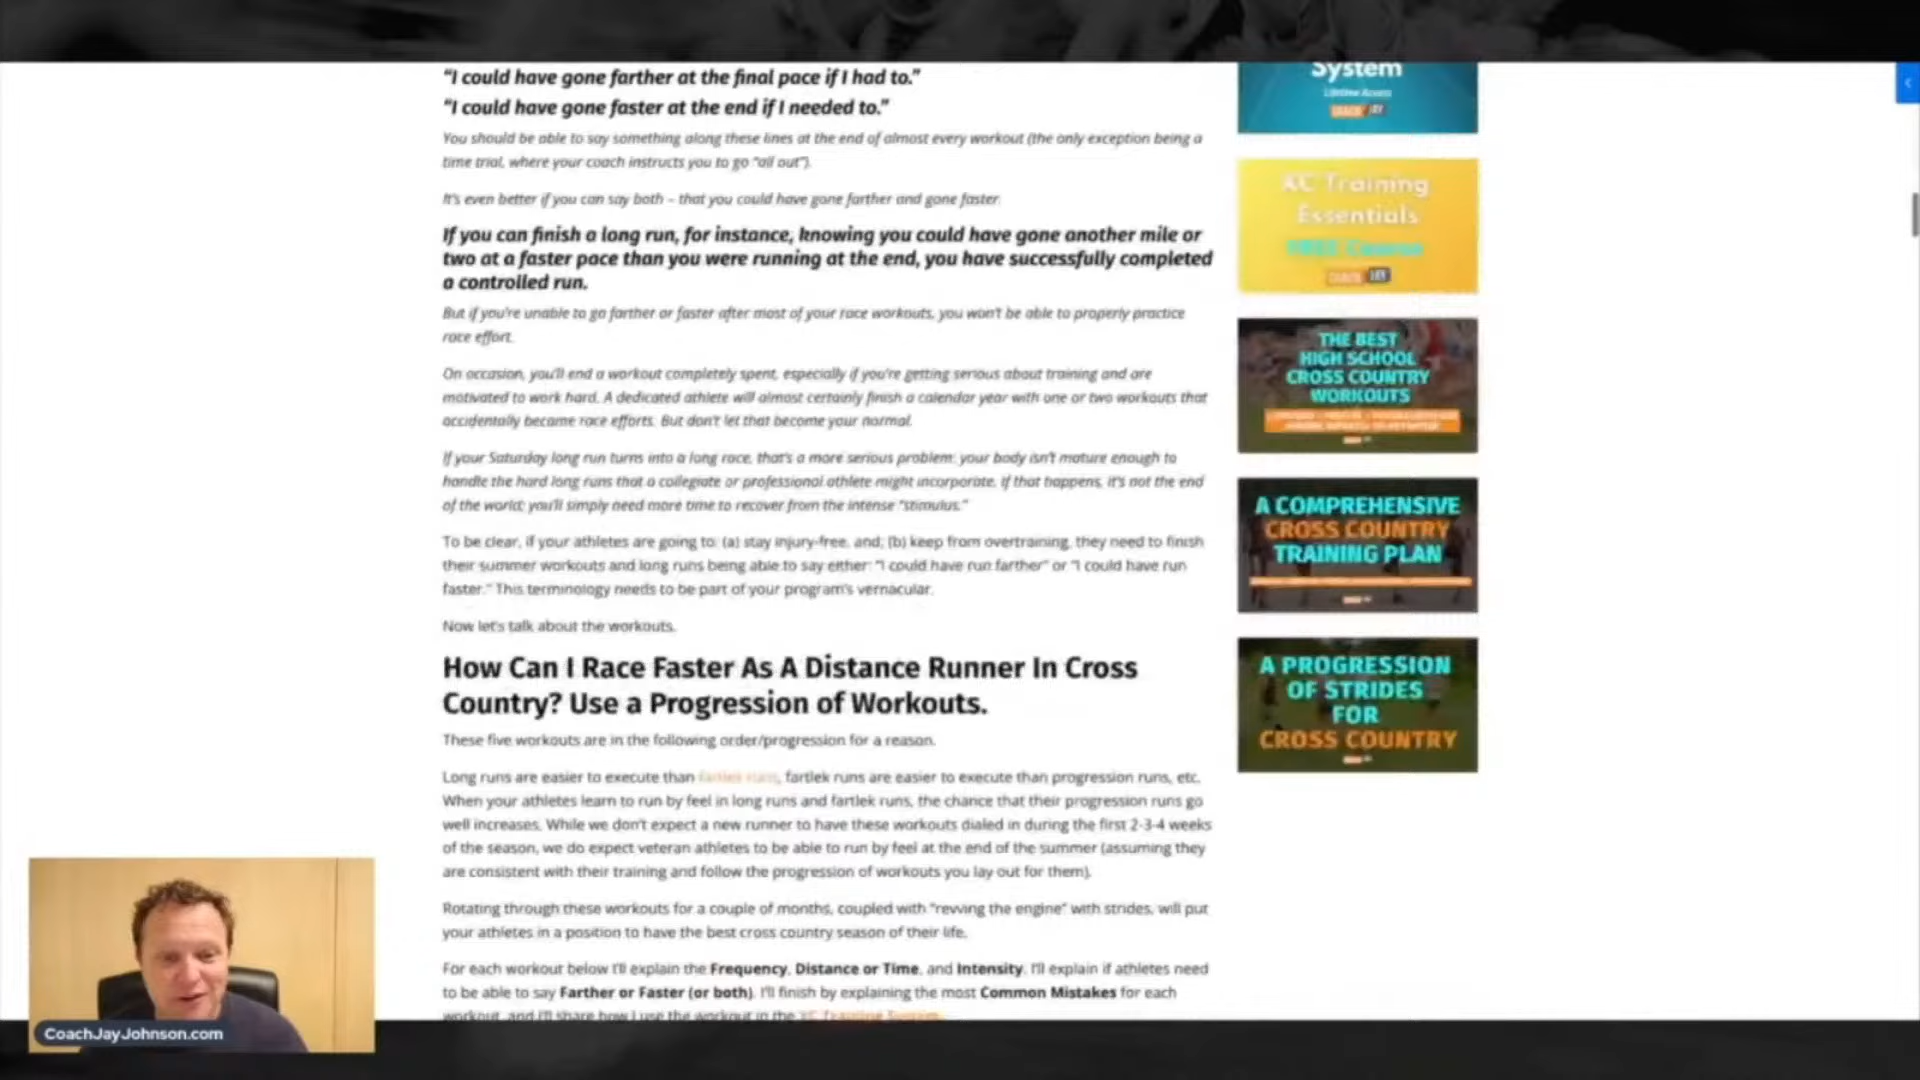 “I could have gone farther at the final pace if I had to.”
“I could have gone faster at the end if I needed to.”
You should be able to say something along these lines at the end of almost every workout (the only exception being a
time trial, where your coach instructs you to go “all out”).
It’s even better if you can say both – that you could have gone farther and gone faster.
If you can finish a long run, for instance, knowing you could have gone another mile or
two at a faster pace than you were running at the end, you have successfully completed
a controlled run.
But if you’re unable to go farther or faster after most of your race workouts, you won’t be able to properly practice
race effort.
On occasion, you’ll end a workout completely spent, especially if you’re getting serious about training and are
motivated to work hard. A dedicated athlete will almost certainly finish a calendar year with one or two workouts that
accidentally became race efforts. But don’t let that become your normal.
If your Saturday long run turns into a long race, that’s a more serious problem: your body isn’t mature enough to
handle the hard long runs that a collegiate or professional athlete might incorporate. If that happens, it’s not the end
of the world; you’ll simply need more time to recover from the intense “stimulus.”
To be clear, if your athletes are going to: (a) stay injury-free, and; (b) keep from overtraining, they need to finish
their summer workouts and long runs being able to say either: “I could have run farther” or “I could have run
faster.” This terminology needs to be part of your program’s vernacular.
Now let’s talk about the workouts.
How Can I Race Faster As A Distance Runner In Cross
Country? Use a Progression of Workouts.
These five workouts are in the following order/progression for a reason.
Long runs are easier to execute than fartlek runs, fartlek runs are easier to execute than progression runs, etc.
When your athletes learn to run by feel in long runs and fartlek runs, the chance that their progression runs go
well increases. While we don’t expect a new runner to have these workouts dialed in during the first 2-3-4 weeks
of the season, we do expect veteran athletes to be able to run by feel at the end of the summer (assuming they
are consistent with their training and follow the progression of workouts you lay out for them).
Rotating through these workouts for a couple of months, coupled with “revving the engine” with strides, will put
your athletes in a position to have the best cross country season of their life.
For each workout below I’ll explain the Frequency, Distance or Time, and Intensity. I’ll explain if athletes need
to be able to say Farther or Faster (or both). I’ll finish by explaining the most Common Mistakes for each
workout, and I’ll share how I use the workout in the XC Training System.
System
Lifetime Access
COACH JAY
XC Training
Essentials
FREE Course
COACH JAY
THE BEST
HIGH SCHOOL
CROSS COUNTRY
WORKOUTS
A COMPREHENSIVE
CROSS COUNTRY
TRAINING PLAN
A PROGRESSION
OF STRIDES
FOR
CROSS COUNTRY
CoachJayJohnson.com